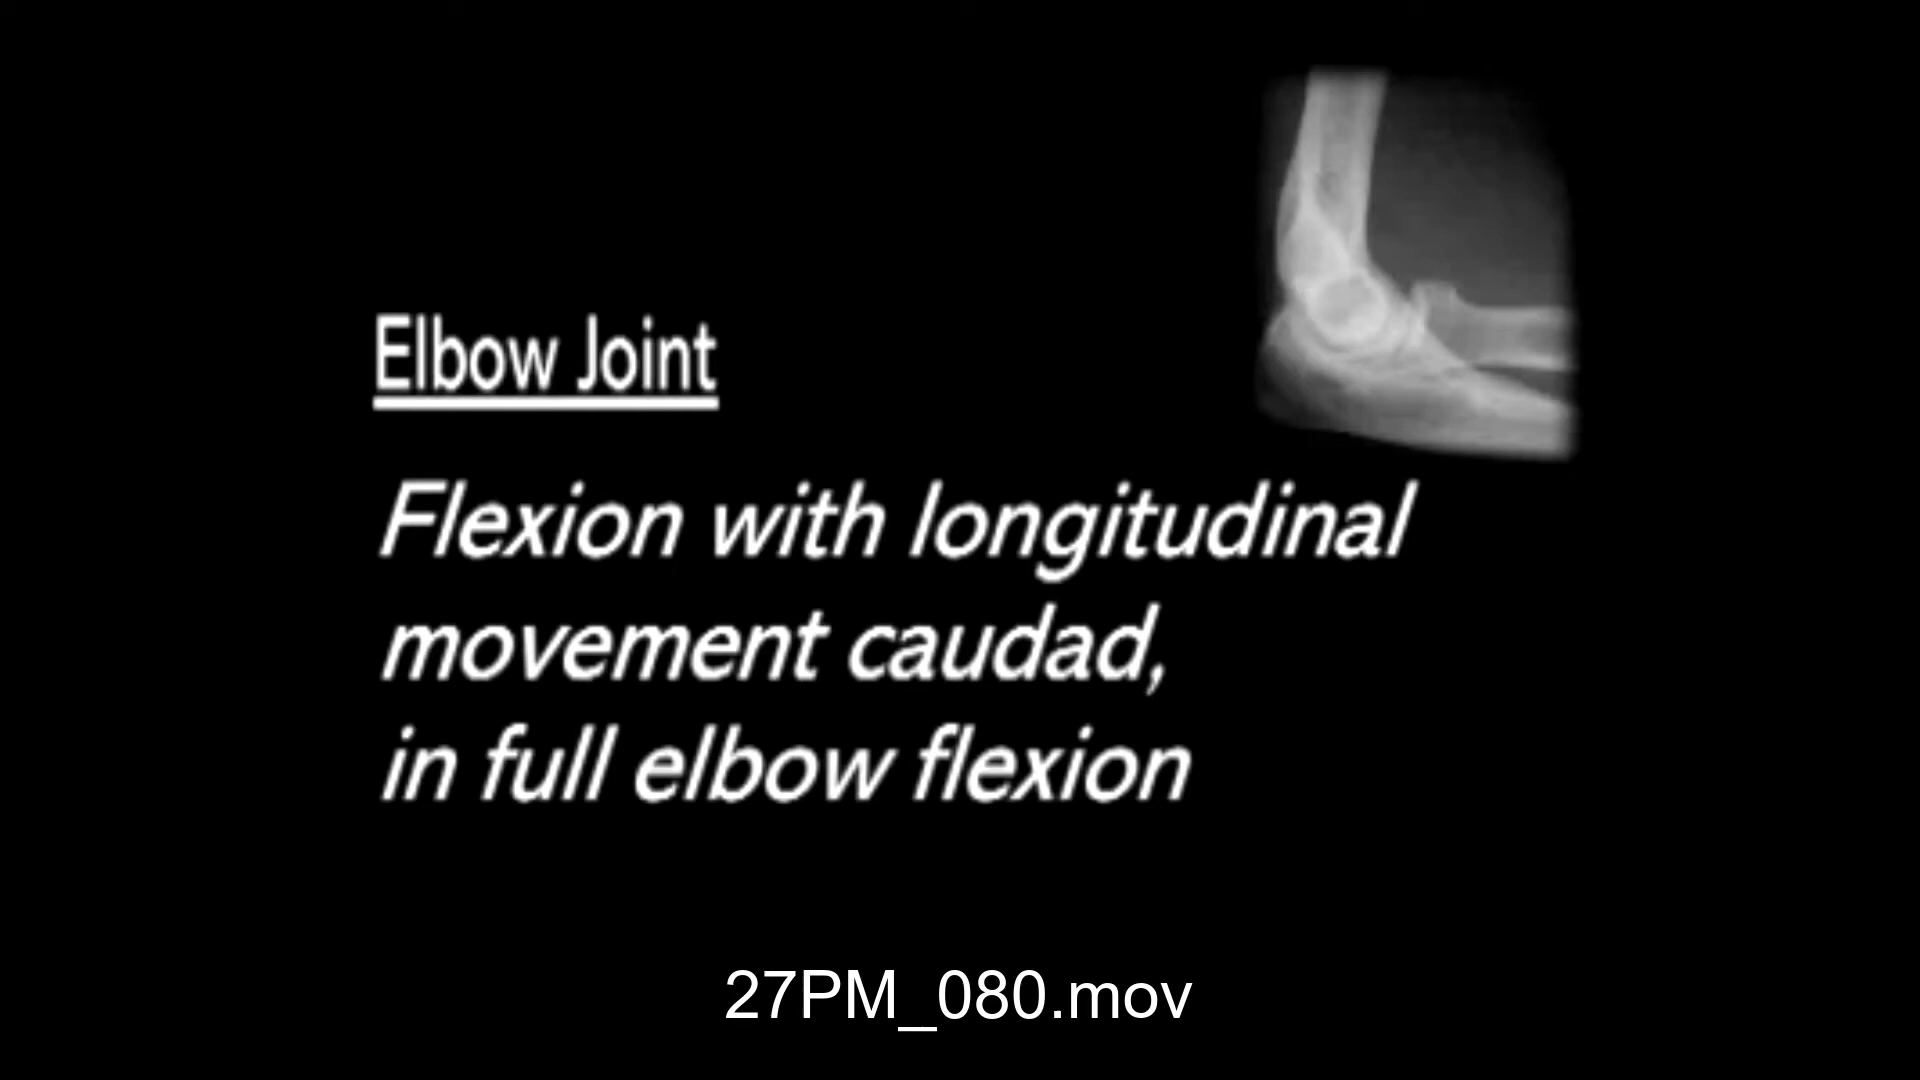 Elbow Joint
Flexion with longitudinal
movement caudad,
in full elbow flexion
27PM_080.mov